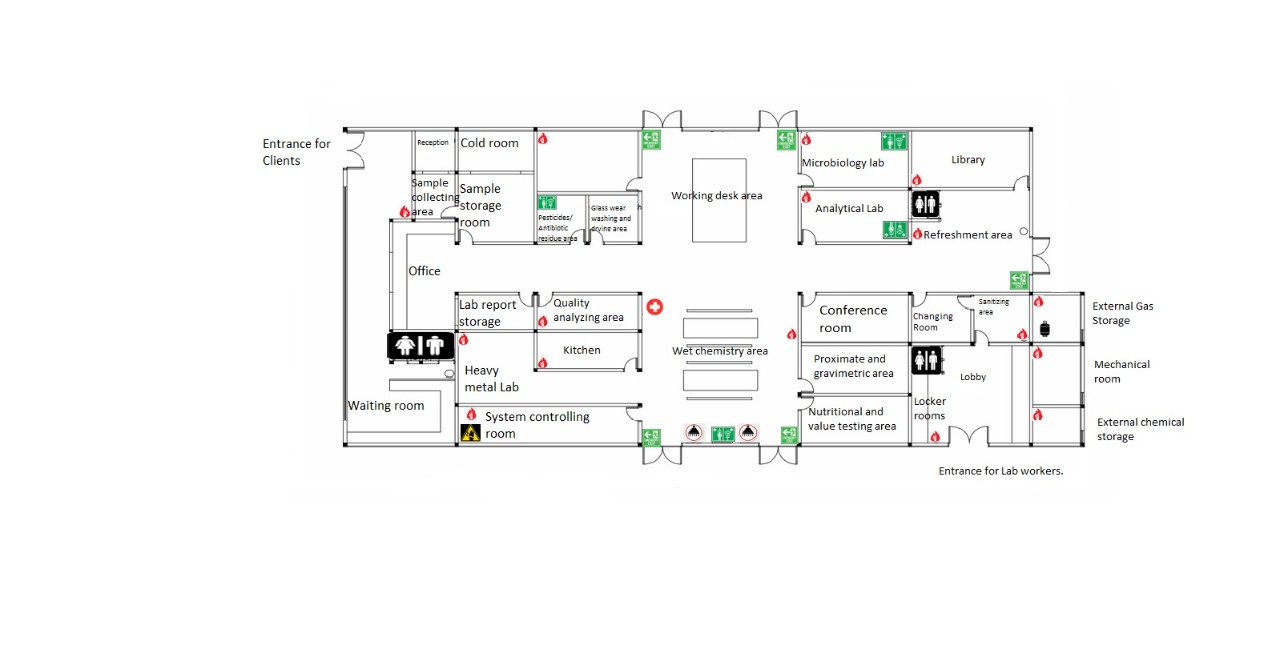 Entrance for
Clients
Reception
Cold room
Sample
collecting
area
Sample
storage
room
Pesticides/
Antibiotic
residue area
Glass wear
washing and
drying area
Working desk area
Microbiology lab
Analytical Lab
Library
Refreshment area
Office
Lab report
storage
Quality
analyzing area
Kitchen
Heavy
metal Lab
System controlling
room
Waiting room
Wet chemistry area
Conference
room
Proximate and
gravimetric area
Nutritional and
value testing area
Changing
Room
Sanitizing
area
Lobby
Locker
rooms
External Gas
Storage
Mechanical
room
External chemical
storage
Entrance for Lab workers.